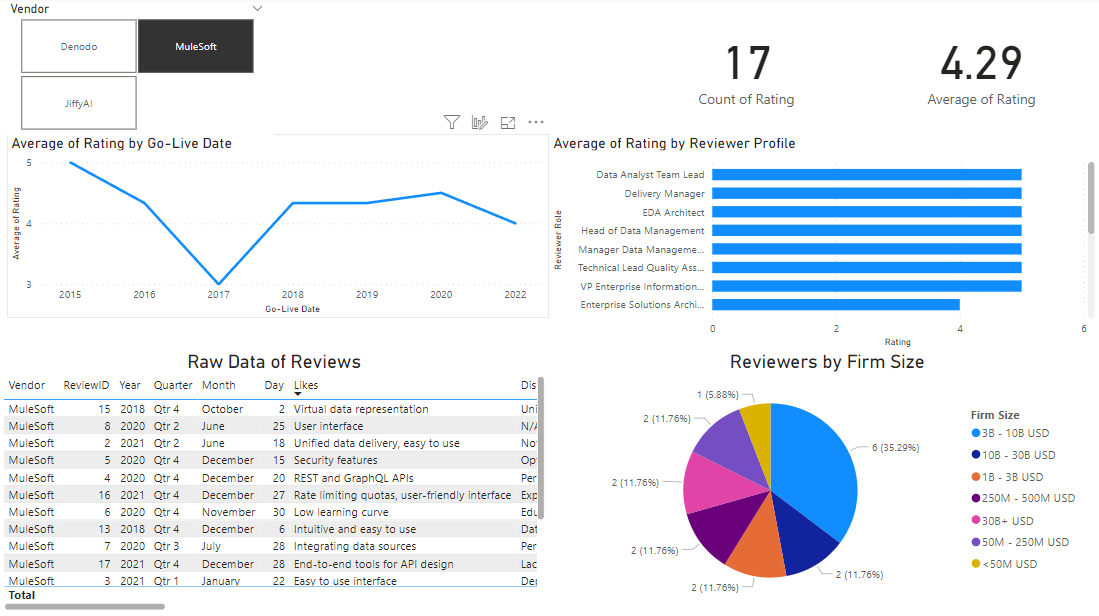 Vendor
Denodo
MuleSoft
JiffyAI
17
Count of Rating
4.29
Average of Rating
Average of Rating by Go-Live Date
5
4
3
Average of Rating
2015 2016 2017 2018 2019 2020 2022
Go-Live Date
Average of Rating by Reviewer Profile
Reviewer Role
Data Analyst Team Lead
Delivery Manager
EDA Architect
Head of Data Management
Manager Data Manageme...
Technical Lead Quality Ass...
VP Enterprise Information...
Enterprise Solutions Archi...
0 2 4 6
Rating
Raw Data of Reviews
Vendor ReviewID Year Quarter Month Day Likes Dis
MuleSoft 15 2018 Qtr 4 October 2 Virtual data representation Uni
MuleSoft 8 2020 Qtr 2 June 25 User interface N/A
MuleSoft 2 2021 Qtr 2 June 18 Unified data delivery, easy to use No
MuleSoft 5 2020 Qtr 4 December 15 Security features Op
MuleSoft 4 2020 Qtr 4 December 20 REST and GraphQL APIs Per
MuleSoft 16 2021 Qtr 4 December 27 Rate limiting quotas, user-friendly interface Exp
MuleSoft 6 2020 Qtr 4 November 30 Low learning curve Edu
MuleSoft 13 2018 Qtr 4 December 6 Intuitive and easy to use Dat
MuleSoft 7 2020 Qtr 3 July 28 Integrating data sources Per
MuleSoft 17 2021 Qtr 4 December 28 End-to-end tools for API design Lac
MuleSoft 3 2021 Qtr 1 January 22 Easy to use interface Der
Total
Reviewers by Firm Size
1 (5.88%)
2 (11.76%)
2 (11.76%)
2 (11.76%)
2 (11.76%)
2 (11.76%)
6 (35.29%)
Firm Size
3B - 10B USD
10B - 30B USD
1B - 3B USD
250M - 500M USD
30B+ USD
50M - 250M USD
<50M USD